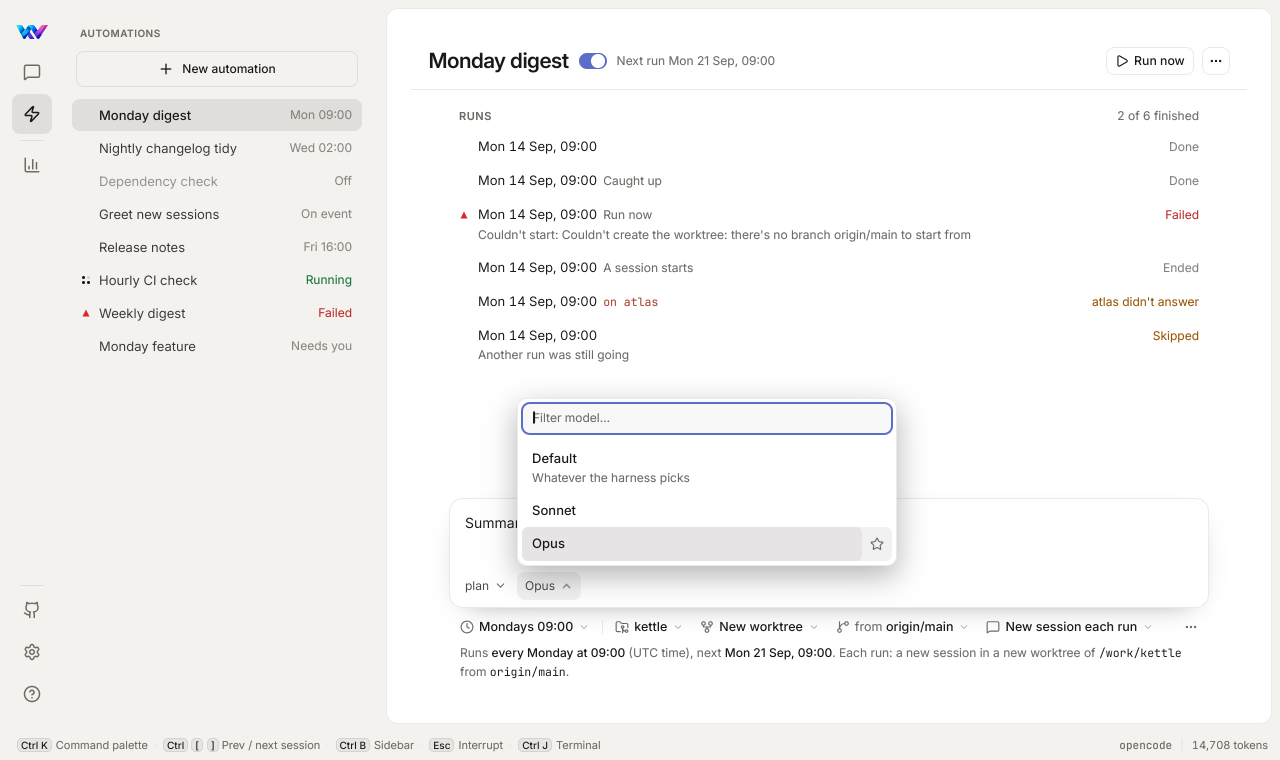 AUTOMATIONS
New automation
Monday digest Mon 09:00
Nightly changelog tidy Wed 02:00
Dependency check Off
Greet new sessions On event
Release notes Fri 16:00
Hourly CI check Running
Weekly digest Failed
Monday feature Needs you
Monday digest Next run Mon 21 Sep, 09:00 Run now
RUNS 2 of 6 finished
Mon 14 Sep, 09:00 Done
Mon 14 Sep, 09:00 Caught up Done
Mon 14 Sep, 09:00 Run now Failed
Couldn't start: Couldn't create the worktree: there's no branch origin/main to start from
Mon 14 Sep, 09:00 A session starts Ended
Mon 14 Sep, 09:00 on atlas atlas didn't answer
Mon 14 Sep, 09:00 Skipped
Another run was still going
Filter model...
Default
Whatever the harness picks
Sonnet
Opus
plan Opus
Mondays 09:00 kettle New worktree from origin/main New session each run
Runs every Monday at 09:00 (UTC time), next Mon 21 Sep, 09:00. Each run: a new session in a new worktree of /work/kettle
from origin/main.
Ctrl K Command palette Ctrl [ ] Prev / next session Ctrl B Sidebar Esc Interrupt Ctrl J Terminal opencode 14,708 tokens